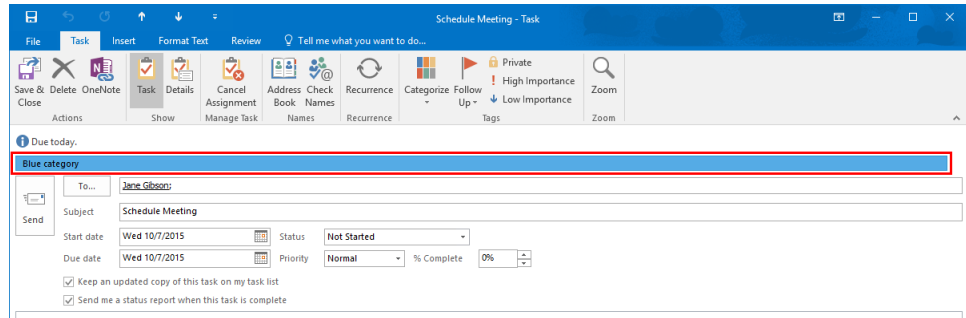 Schedule Meeting - Task
File Task Insert Format Text Review Tell me what you want to do...
Save & Close Delete OneNote Task Details Cancel Assignment Address Book Check Names Recurrence Categorize Follow Up Private High Importance Low Importance Zoom
Actions Show Manage Task Names Recurrence Tags Zoom
Due today.
Blue category
To... Jane Gibson;
Send
Subject Schedule Meeting
Start date Wed 10/7/2015 Status Not Started
Due date Wed 10/7/2015 Priority Normal % Complete 0%
Keep an updated copy of this task on my task list
Send me a status report when this task is complete